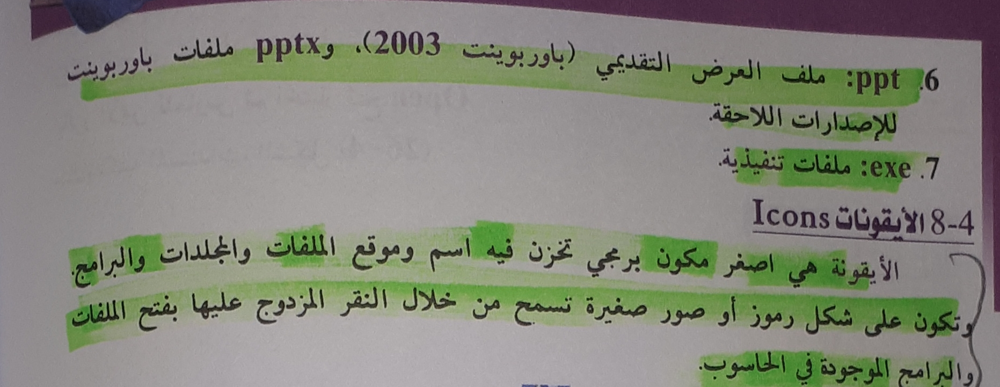 6. ppt: ملف العرض التقديمي (باوربوينت 2003)، وpptx ملفات باوربوينت
للإصدارات اللاحقة.
7. exe: ملفات تنفيذية.
8-4 الأيقونات Icons
الأيقونة هي اصغر مكون برمجي تخزن فيه اسم وموقع الملفات والمجلدات والبرامج.
وتكون على شكل رموز أو صور صغيرة تسمح من خلال النقر المزدوج عليها بفتح الملفات
والبرامج الموجودة في الحاسوب.